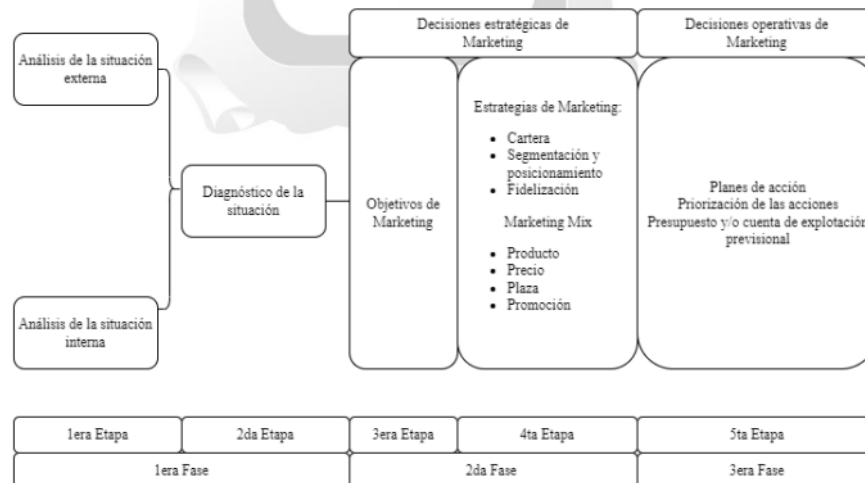 Decisiones estratégicas de
Marketing
Decisiones operativas de
Marketing
Análisis de la situación
externa
Diagnóstico de la
situación
Análisis de la situación
interna
Objetivos de
Marketing
Estrategias de Marketing:
• Cartera
• Segmentación y
posicionamiento
• Fidelización
Marketing Mix
• Producto
• Precio
• Plaza
• Promoción
Planes de acción
Priorización de las acciones
Presupuesto y/o cuenta de explotación
previsional
1era Etapa
2da Etapa
3era Etapa
4ta Etapa
5ta Etapa
1era Fase
2da Fase
3era Fase